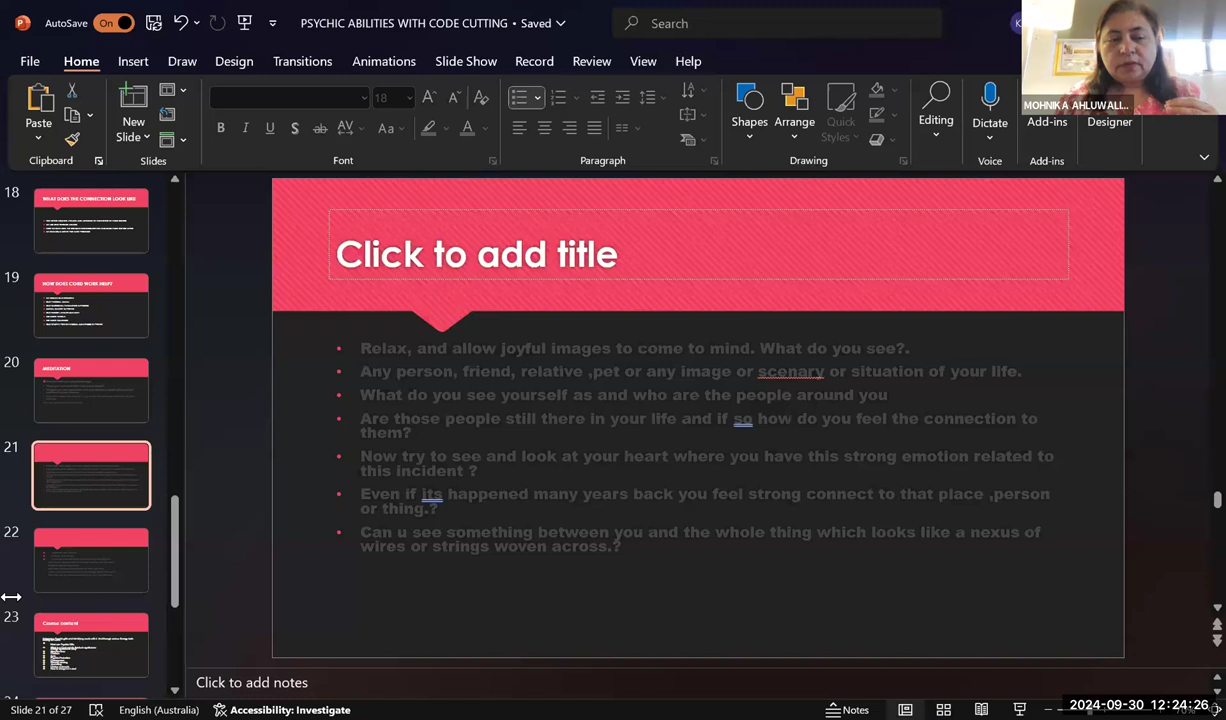 AutoSave On PSYCHIC ABILITIES WITH CODE CUTTING • Saved Search
File Home Insert Draw Design Transitions Animations Slide Show Record Review View Help
MOHNIKA AHLUWALI...
18
Paste New Slide Shapes Arrange Quick Styles Editing Dictate Add-ins Designer
Clipboard Slides Font Paragraph Drawing Voice Add-ins
18
WHAT DOES THE CONNECTION LOOK LIKE
19
HOW DOES CORD WORK HELP?
20
MEDITATION
21
22
23
Course content
Click to add title
• Relax, and allow joyful images to come to mind. What do you see?.
• Any person, friend, relative ,pet or any image or scenary or situation of your life.
• What do you see yourself as and who are the people around you
• Are those people still there in your life and if so how do you feel the connection to
them?
• Now try to see and look at your heart where you have this strong emotion related to
this incident ?
• Even if its happened many years back you feel strong connect to that place ,person
or thing.?
• Can u see something between you and the whole thing which looks like a nexus of
wires or strings woven across.?
Click to add notes
Slide 21 of 27 English (Australia) Accessibility: Investigate Notes
2024-09-30 12:24:26